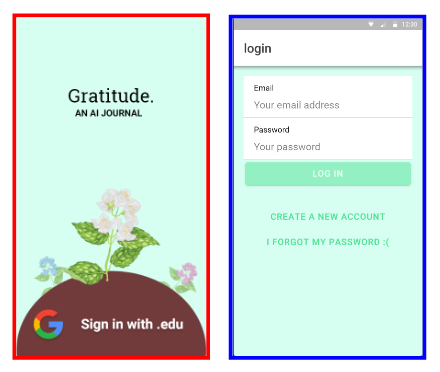 Gratitude.
AN AI JOURNAL
Sign in with .edu
12:30
login
Email
Your email address
Password
Your password
LOG IN
CREATE A NEW ACCOUNT
I FORGOT MY PASSWORD :(